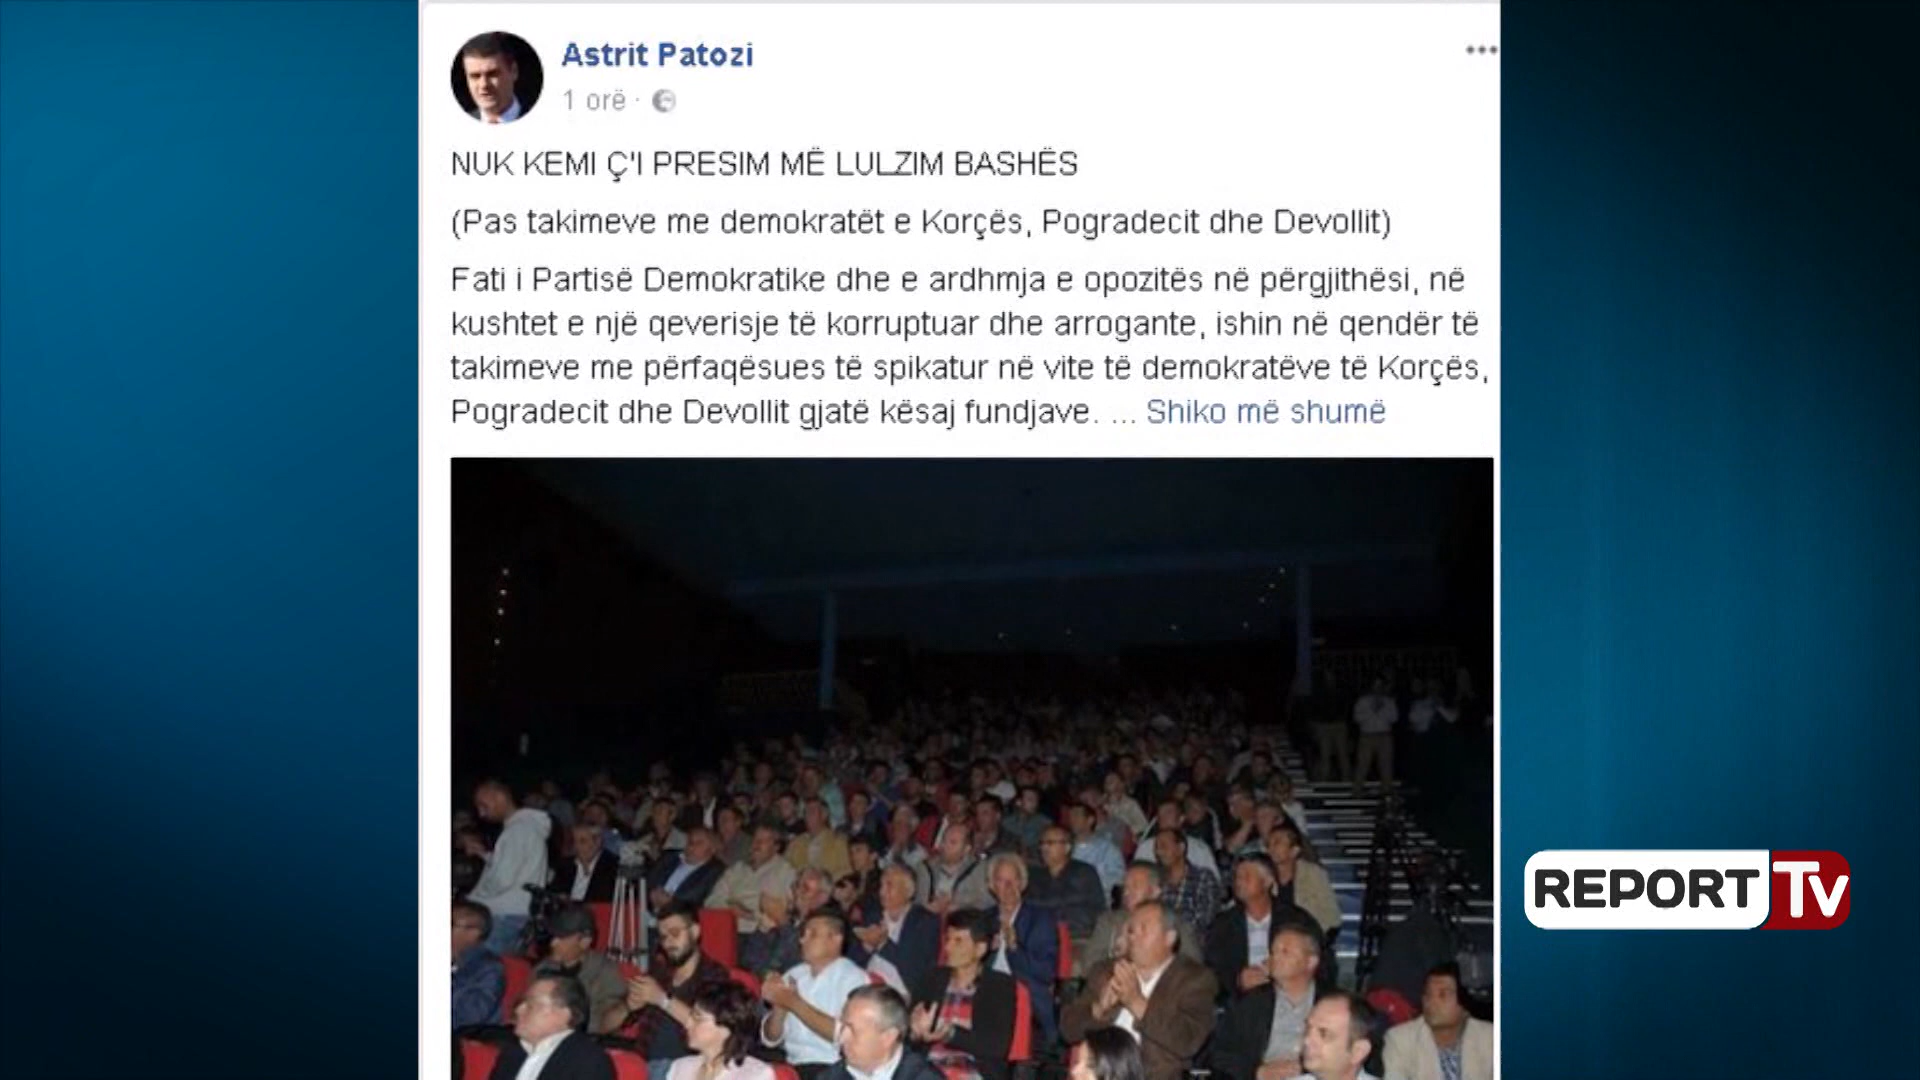 Astrit Patozi
1 orë ·
NUK KEMI Ç'I PRESIM MË LULZIM BASHËS
(Pas takimeve me demokratët e Korçës, Pogradecit dhe Devollit)
Fati i Partisë Demokratike dhe e ardhmja e opozitës në përgjithësi, në
kushtet e një qeverisje të korruptuar dhe arrogante, ishin në qendër të
takimeve me përfaqësues të spikatur në vite të demokratëve të Korçës,
Pogradecit dhe Devollit gjatë kësaj fundjave. ... Shiko më shumë
REPORT Tv